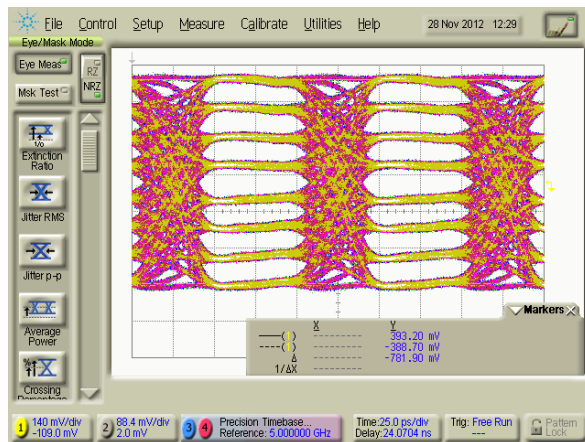 File Control Setup Measure Calibrate Utilities Help 28 Nov 2012 12:29
Eye/Mask Mode
Eye Meas
RZ
NRZ
Msk Test
Extinction
Ratio
Jitter RMS
Jitter p-p
Average
Power
Crossing
Percentage
Markers
X Y
----(1) --------- 393.20 mV
----(1) --------- -388.70 mV
Δ --------- -781.90 mV
1/ΔX ---------
1 140 mV/div 2 88.4 mV/div 3 4 Precision Timebase... Time:25.0 ps/div Trig: Free Run Pattern
-109.0 mV 2.0 mV Reference: 5.000000 GHz Delay:24.0704 ns --- Lock